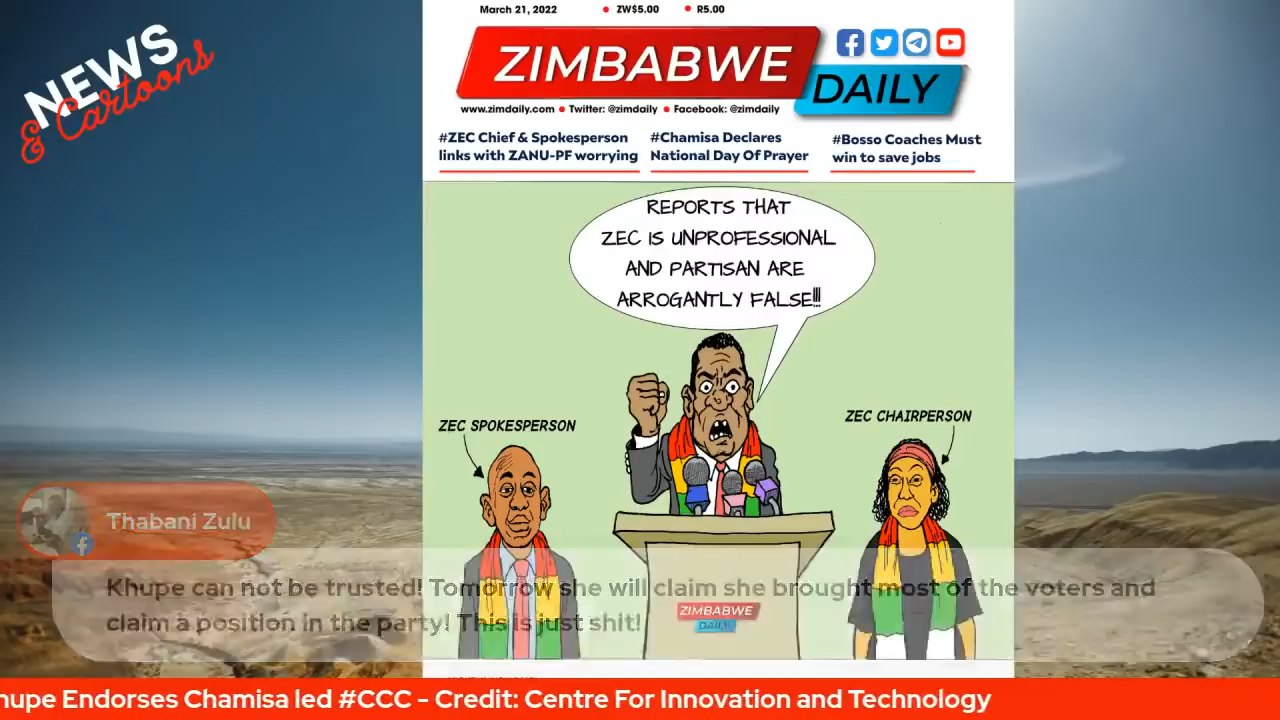 NEWS
& Cartoons
March 21, 2022 • ZW$5.00 • R5.00
ZIMBABWE
DAILY
www.zimdaily.com • Twitter: @zimdaily • Facebook: @zimdaily
#ZEC Chief & Spokesperson
links with ZANU-PF worrying
#Chamisa Declares
National Day Of Prayer
#Bosso Coaches Must
win to save jobs
REPORTS THAT
ZEC IS UNPROFESSIONAL
AND PARTISAN ARE
ARROGANTLY FALSE!!!
ZEC SPOKESPERSON
ZEC CHAIRPERSON
Thabani Zulu
Khupe can not be trusted! Tomorrow she will claim she brought most of the voters and
claim a position in the party! This is just shit!
ZIMBABWE
DAILY
hupe Endorses Chamisa led #CCC - Credit: Centre For Innovation and Technology